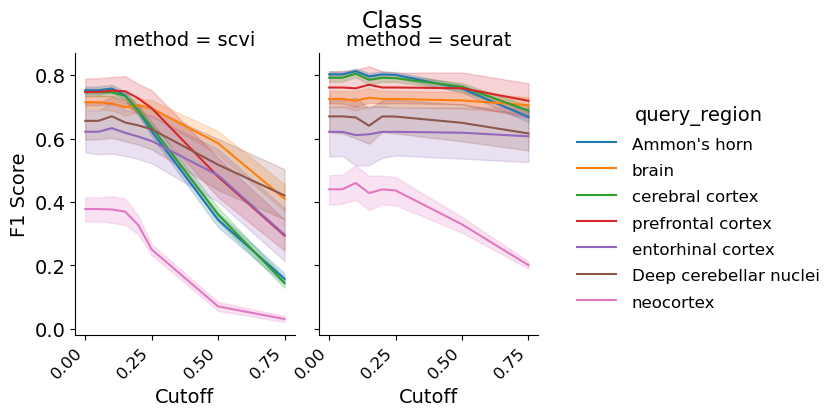 Class
method = scvi
method = seurat
F1 Score
0.8
0.6
0.4
0.2
0.0
0.00
0.25
0.50
0.75
Cutoff
0.00
0.25
0.50
0.75
Cutoff
query_region
Ammon's horn
brain
cerebral cortex
prefrontal cortex
entorhinal cortex
Deep cerebellar nuclei
neocortex